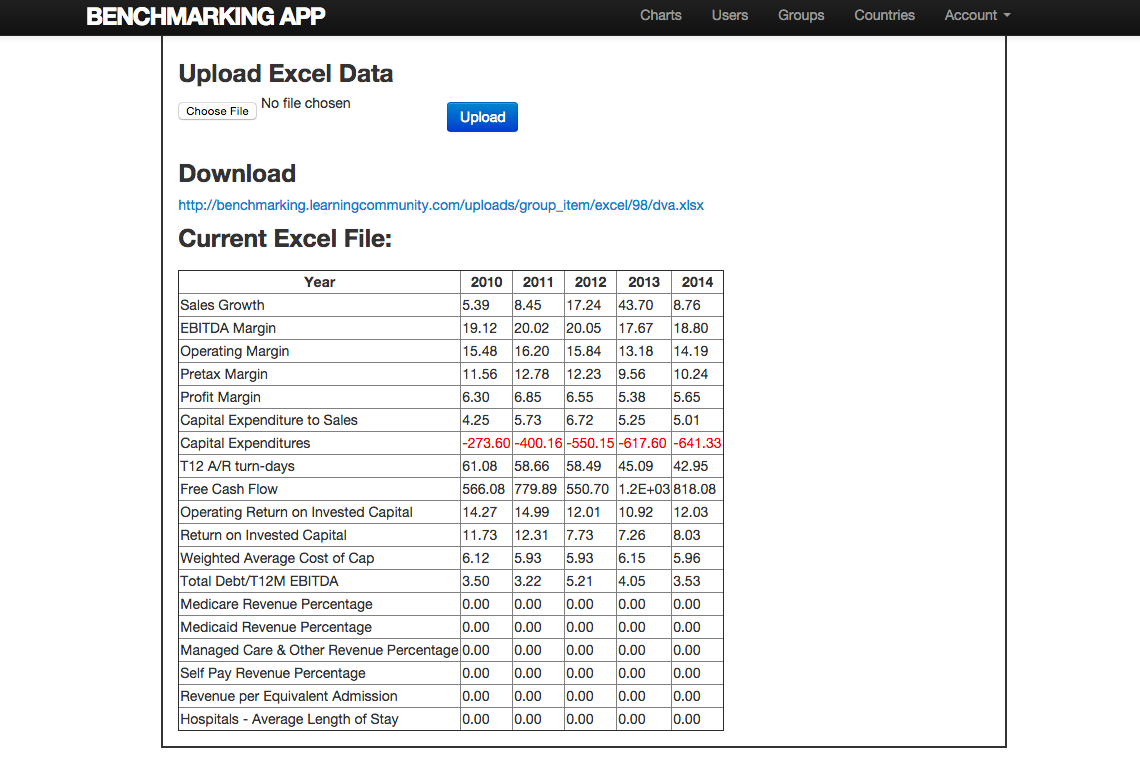 BENCHMARKING APP Charts Users Groups Countries Account
Upload Excel Data
Choose File No file chosen Upload
Download
http://benchmarking.learningcommunity.com/uploads/group_item/excel/98/dva.xlsx
Current Excel File:
Year 2010 2011 2012 2013 2014
Sales Growth 5.39 8.45 17.24 43.70 8.76
EBITDA Margin 19.12 20.02 20.05 17.67 18.80
Operating Margin 15.48 16.20 15.84 13.18 14.19
Pretax Margin 11.56 12.78 12.23 9.56 10.24
Profit Margin 6.30 6.85 6.55 5.38 5.65
Capital Expenditure to Sales 4.25 5.73 6.72 5.25 5.01
Capital Expenditures -273.60 -400.16 -550.15 -617.60 -641.33
T12 A/R turn-days 61.08 58.66 58.49 45.09 42.95
Free Cash Flow 566.08 779.89 550.70 1.2E+03 818.08
Operating Return on Invested Capital 14.27 14.99 12.01 10.92 12.03
Return on Invested Capital 11.73 12.31 7.73 7.26 8.03
Weighted Average Cost of Cap 6.12 5.93 5.93 6.15 5.96
Total Debt/T12M EBITDA 3.50 3.22 5.21 4.05 3.53
Medicare Revenue Percentage 0.00 0.00 0.00 0.00 0.00
Medicaid Revenue Percentage 0.00 0.00 0.00 0.00 0.00
Managed Care & Other Revenue Percentage 0.00 0.00 0.00 0.00 0.00
Self Pay Revenue Percentage 0.00 0.00 0.00 0.00 0.00
Revenue per Equivalent Admission 0.00 0.00 0.00 0.00 0.00
Hospitals - Average Length of Stay 0.00 0.00 0.00 0.00 0.00